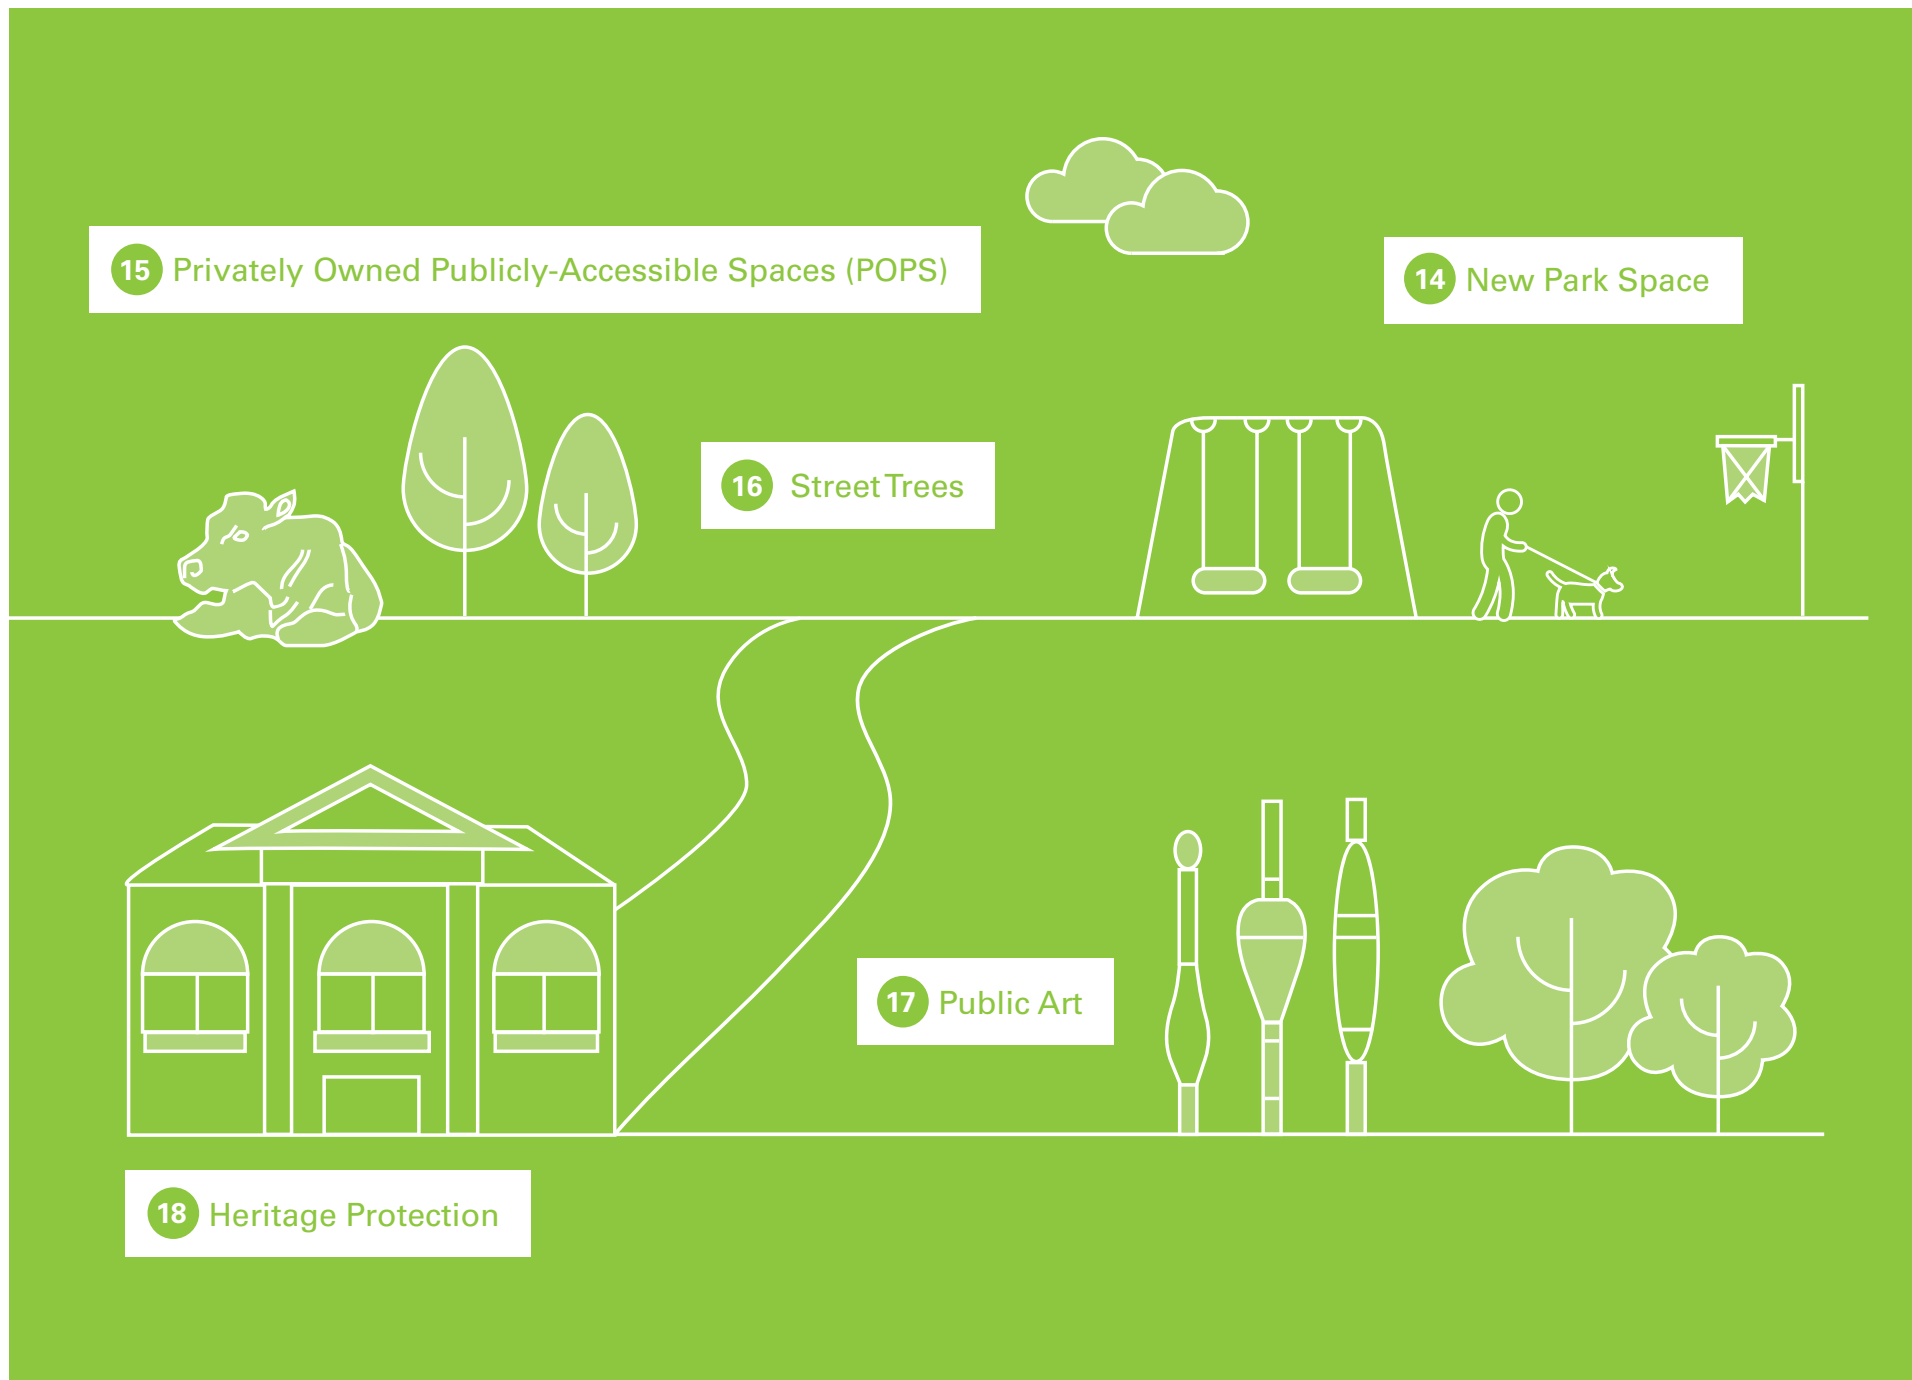 15 Privately Owned Publicly-Accessible Spaces (POPS)
14 New Park Space
16 Street Trees
17 Public Art
18 Heritage Protection